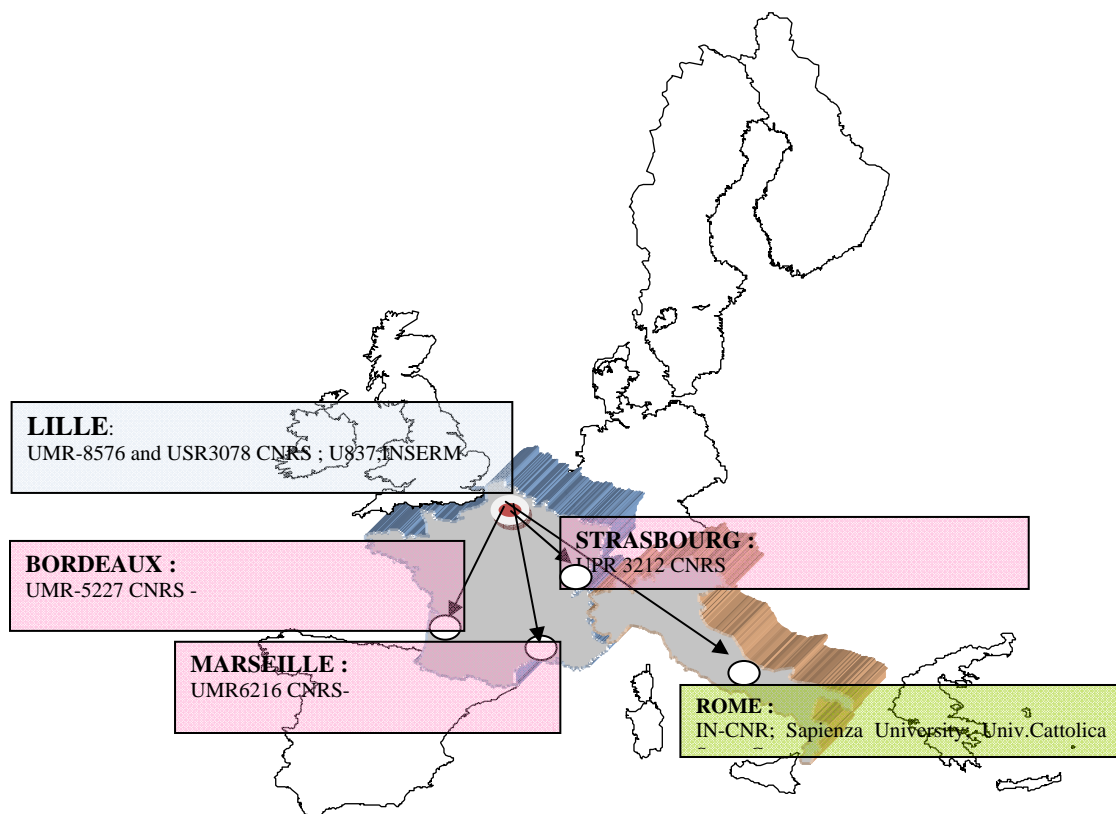 LILLE:
UMR-8576 and USR3078 CNRS ; U837;INSERM
STRASBOURG :
UPR 3212 CNRS
BORDEAUX :
UMR-5227 CNRS -
MARSEILLE :
UMR6216 CNRS-
ROME :
IN-CNR; Sapienza University; Univ.Cattolica